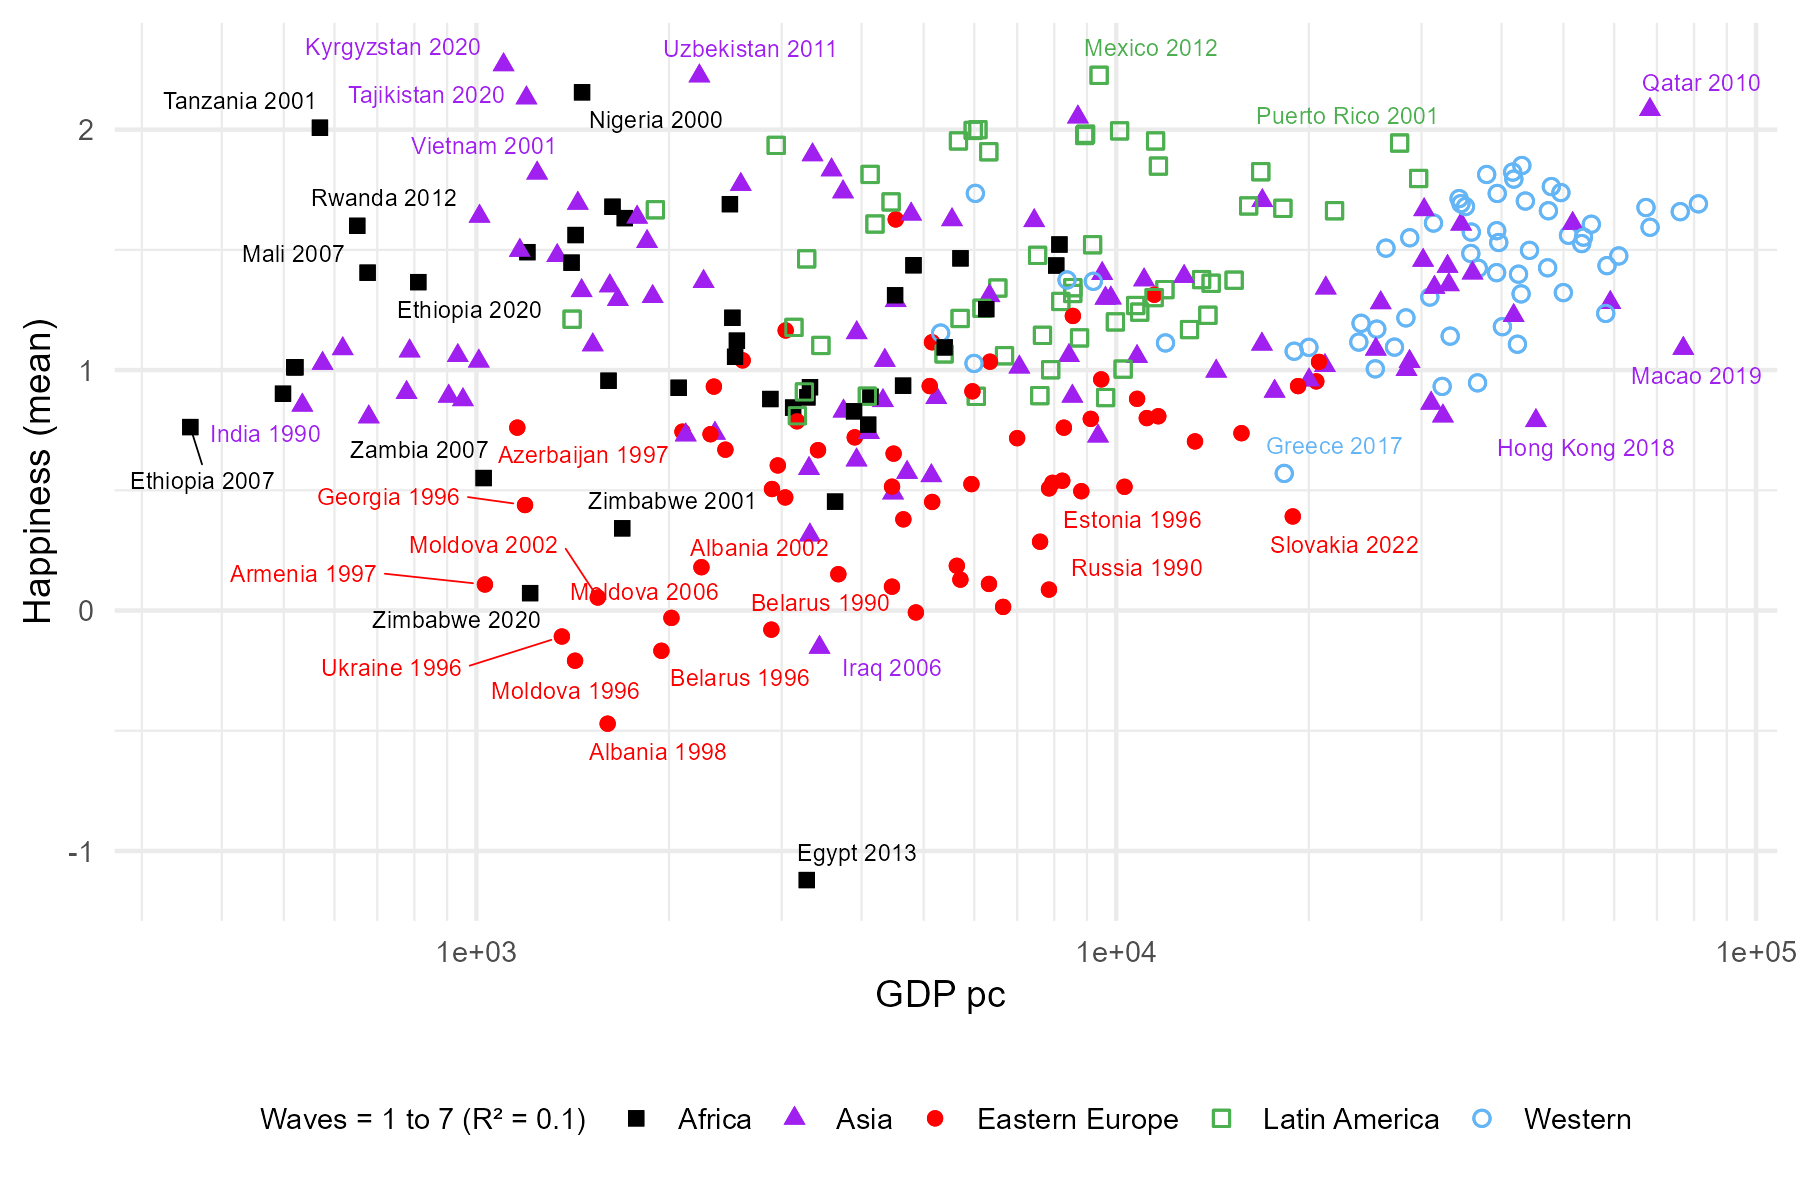 Kyrgyzstan 2020
Uzbekistan 2011
Mexico 2012
Qatar 2010
Tanzania 2001
Tajikistan 2020
Nigeria 2000
Puerto Rico 2001
2
Vietnam 2001
Rwanda 2012
Mali 2007
Ethiopia 2020
1
Macao 2019
India 1990
Zambia 2007
Azerbaijan 1997
Greece 2017
Hong Kong 2018
Ethiopia 2007
Georgia 1996
Zimbabwe 2001
Estonia 1996
Moldova 2002
Albania 2002
Slovakia 2022
Armenia 1997
Russia 1990
Moldova 2006
Belarus 1990
0
Zimbabwe 2020
Ukraine 1996
Belarus 1996
Iraq 2006
Moldova 1996
Albania 1998
-1
Egypt 2013
Happiness (mean)
1e+03
1e+04
1e+05
GDP pc
Waves = 1 to 7 (R² = 0.1) Africa Asia Eastern Europe Latin America Western